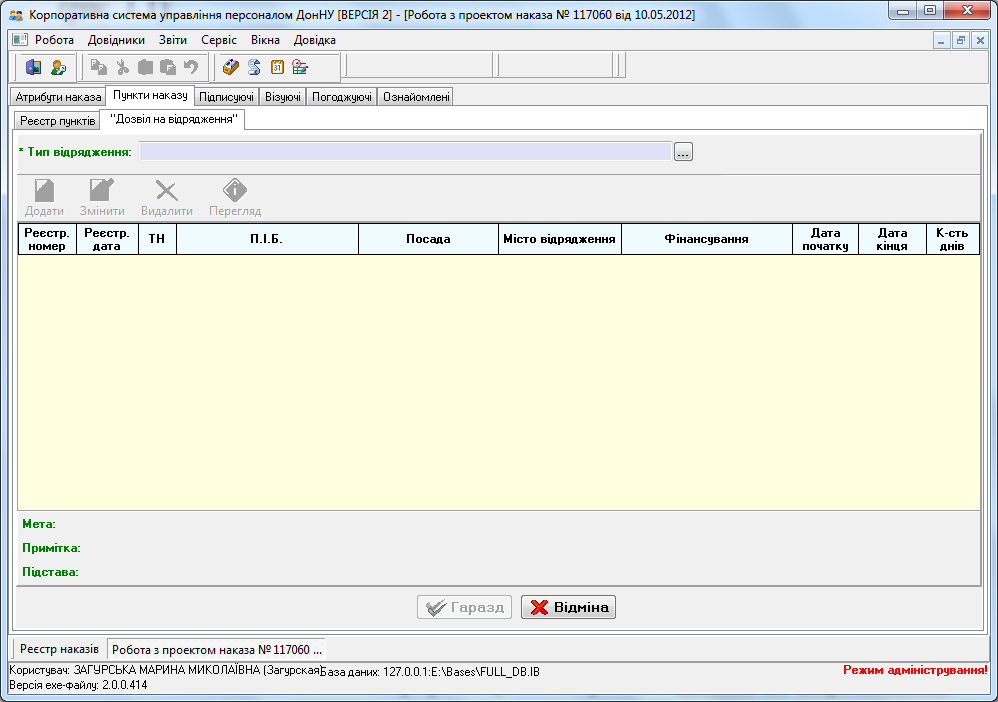 Корпоративна система управління персоналом ДонНУ [ВЕРСІЯ 2] - [Робота з проектом наказа № 117060 від 10.05.2012]
Робота Довідники Звіти Сервіс Вікна Довідка
Атрибути наказа Пункти наказу Підписуючі Візуючі Погоджуючі Ознайомлені
Реєстр пунктів "Дозвіл на відрядження"
* Тип відрядження: ...
Додати Змінити Видалити Перегляд
Реєстр. номер Реєстр. дата ТН П.І.Б. Посада Місто відрядження Фінансування Дата початку Дата кінця К-сть днів
Мета:
Примітка:
Підстава:
Гаразд Відміна
Реєстр наказів Робота з проектом наказа № 117060 ...
Користувач: ЗАГУРСЬКА МАРИНА МИКОЛАЇВНА (Загурская) База даних: 127.0.0.1:E:\Bases\FULL_DB.IB Режим адміністрування!
Версія exe-файлу: 2.0.0.414